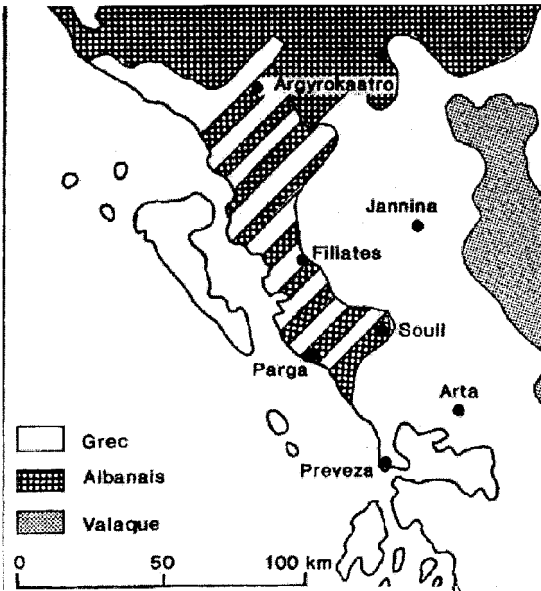 Argyrokastro
Jannina
Filiates
Souli
Parga
Arta
Preveza
Grec
Albanais
Valaque
0 50 100 km